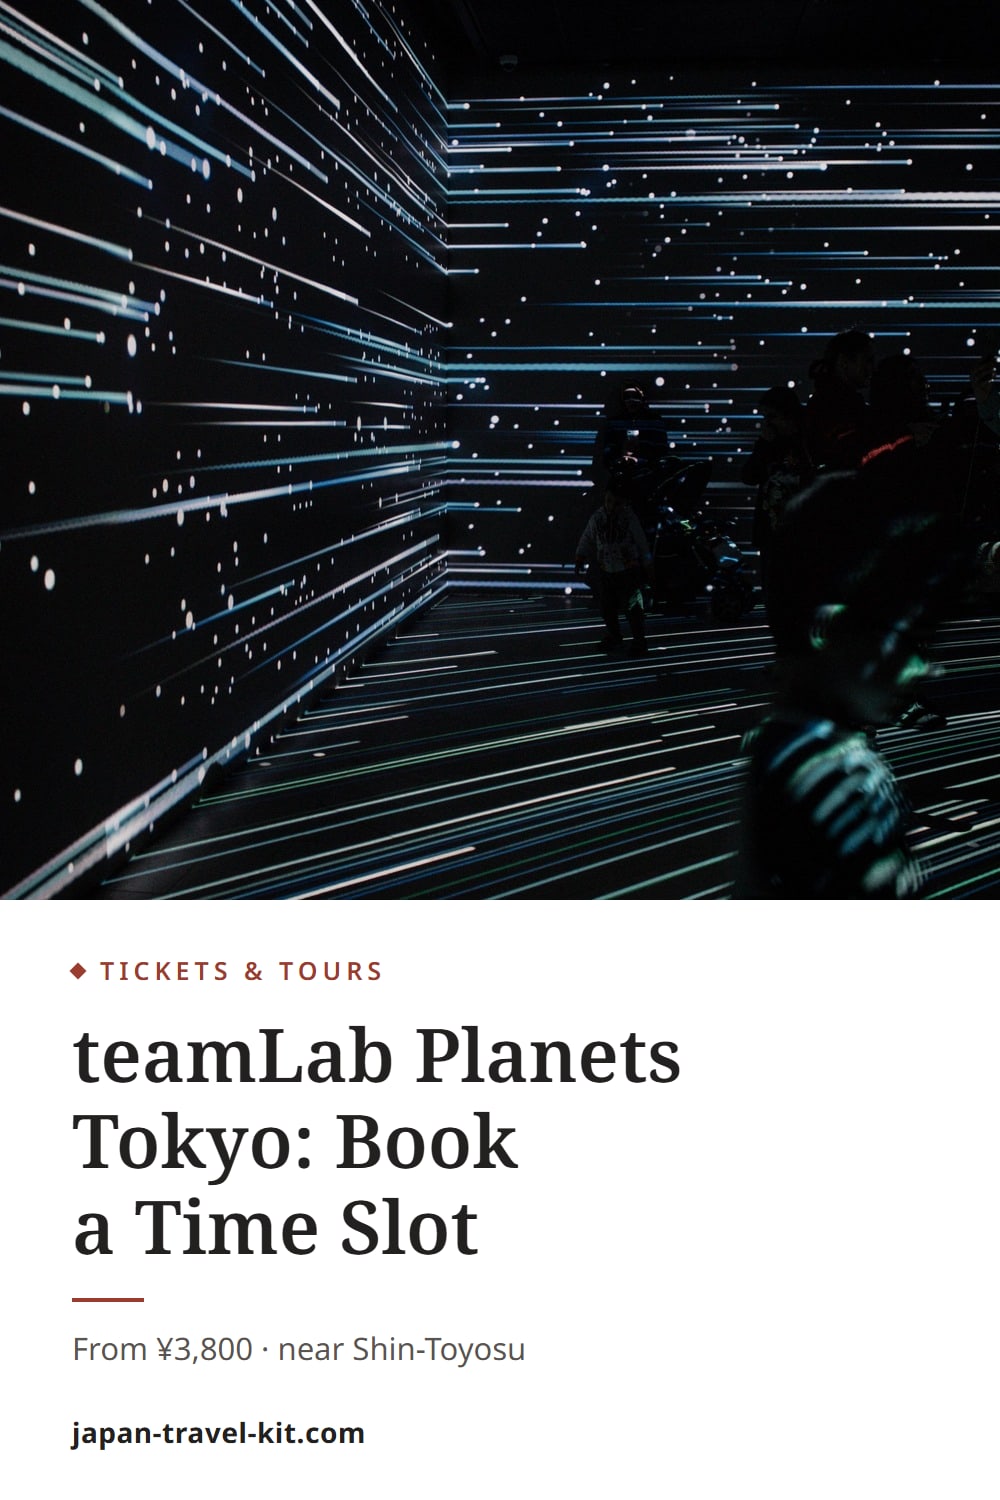 TICKETS & TOURS
teamLab Planets
Tokyo: Book
a Time Slot
From ¥3,800 · near Shin-Toyosu
japan-travel-kit.com